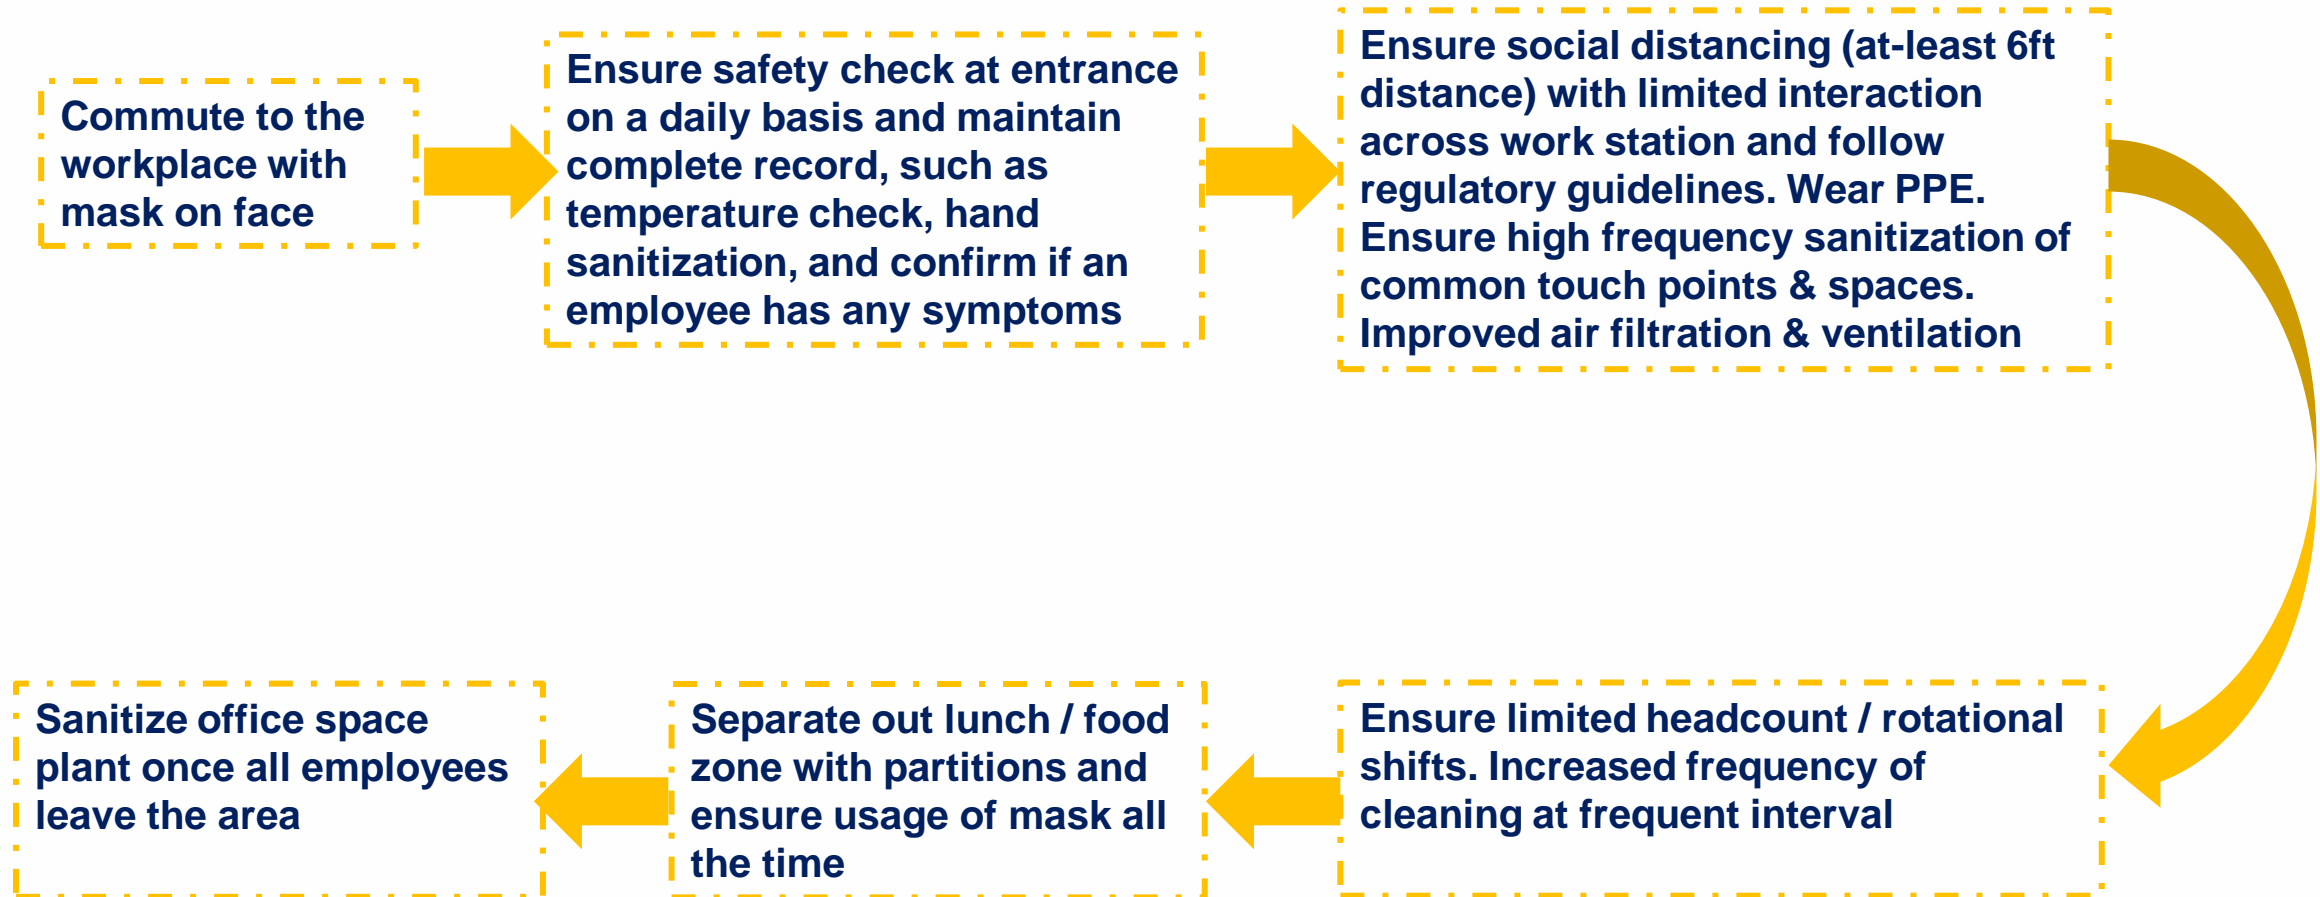 Commute to the
workplace with
mask on face
Ensure safety check at entrance
on a daily basis and maintain
complete record, such as
temperature check, hand
sanitization, and confirm if an
employee has any symptoms
Ensure social distancing (at-least 6ft
distance) with limited interaction
across work station and follow
regulatory guidelines. Wear PPE.
Ensure high frequency sanitization of
common touch points & spaces.
Improved air filtration & ventilation
Ensure limited headcount / rotational
shifts. Increased frequency of
cleaning at frequent interval
Separate out lunch / food
zone with partitions and
ensure usage of mask all
the time
Sanitize office space
plant once all employees
leave the area